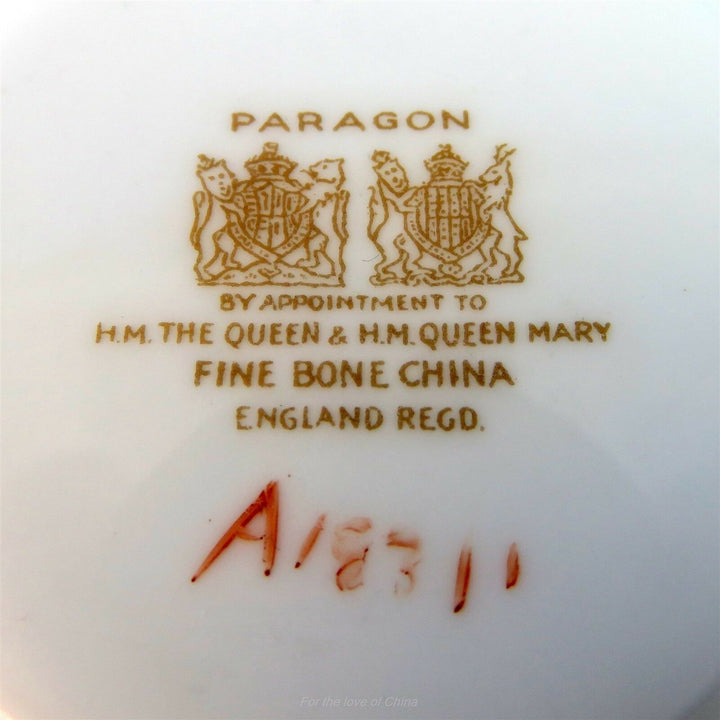 PARAGON
BY APPOINTMENT TO
H.M. THE QUEEN & H.M. QUEEN MARY
FINE BONE CHINA
ENGLAND REGD.
A1831
For the love of China